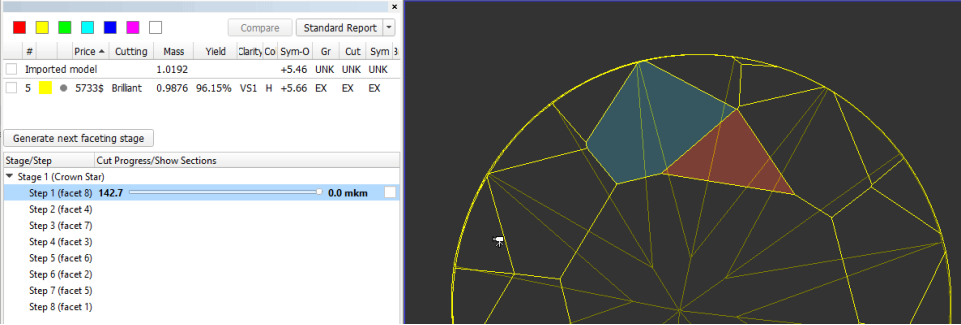 Compare Standard Report
# Price Cutting Mass Yield Clarity Co Sym-O Gr Cut Sym
Imported model 1.0192 +5.46 UNK UNK UNK
5 5733$ Brilliant 0.9876 96.15% VS1 H +5.66 EX EX EX
Generate next faceting stage
Stage/Step Cut Progress/Show Sections
Stage 1 (Crown Star)
Step 1 (facet 8) 142.7 0.0 mkm
Step 2 (facet 4)
Step 3 (facet 7)
Step 4 (facet 3)
Step 5 (facet 6)
Step 6 (facet 2)
Step 7 (facet 5)
Step 8 (facet 1)